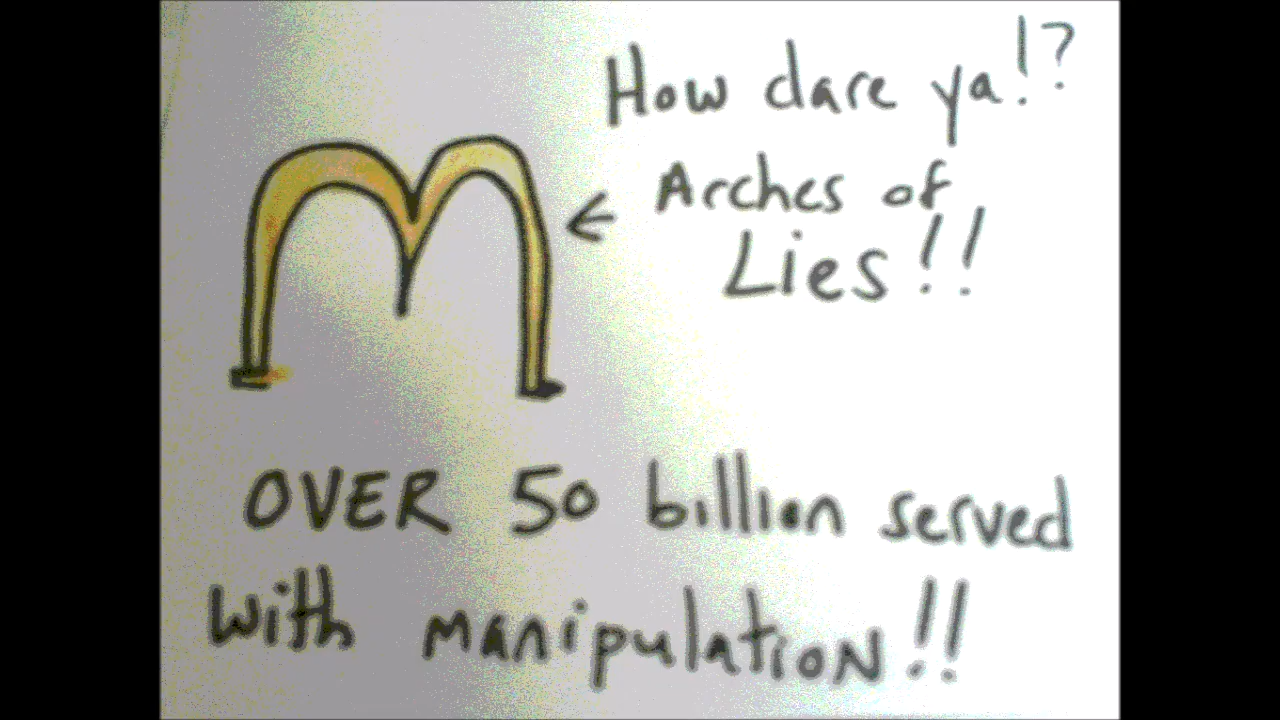 How dare ya!?
Arches of
Lies!!
OVER 50 billion served
with manipulation!!